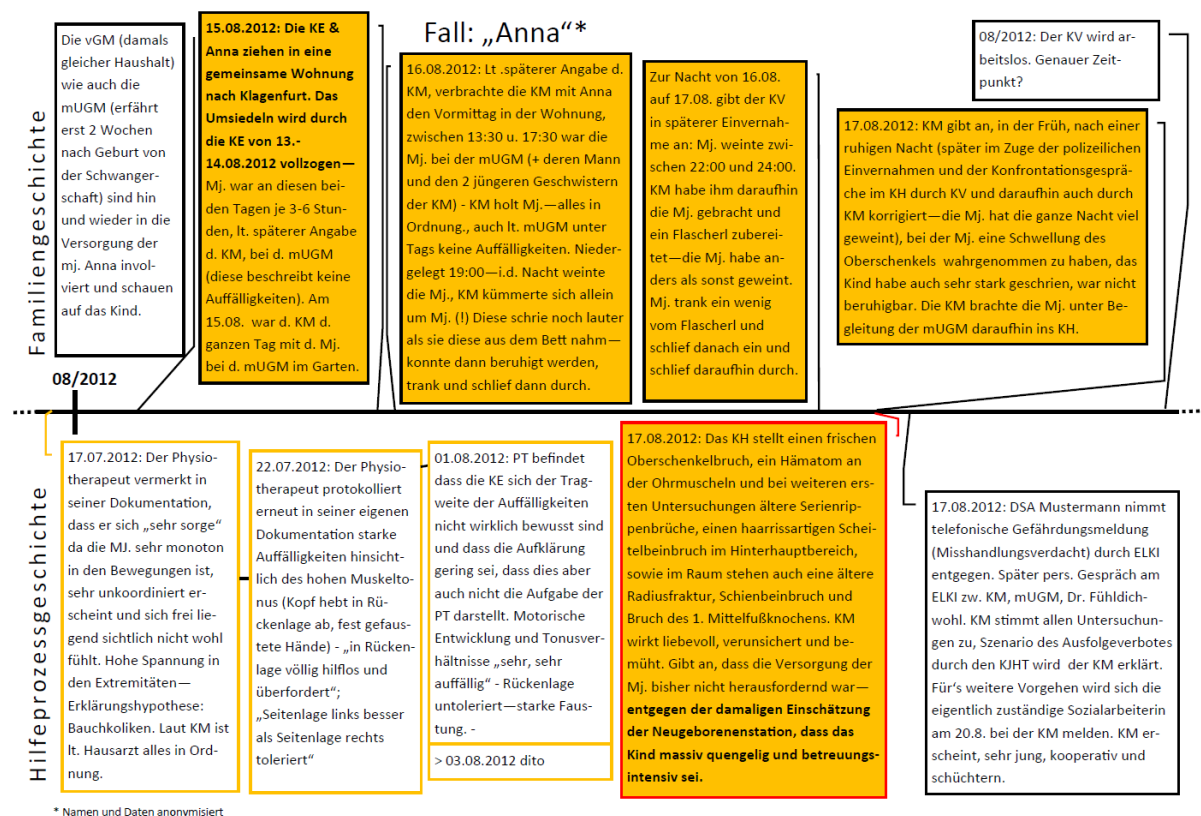 Fall: „Anna“*
Familiengeschichte
Die vGM (damals
gleicher Haushalt)
wie auch die
mUGM (erfährt
erst 2 Wochen
nach Geburt von
der Schwanger-
schaft) sind hin
und wieder in die
Versorgung der
mj. Anna invol-
viert und schauen
auf das Kind.
15.08.2012: Die KE &
Anna ziehen in eine
gemeinsame Wohnung
nach Klagenfurt. Das
Umsiedeln wird durch
die KE von 13.-
14.08.2012 vollzogen—
Mj. war an diesen bei-
den Tagen je 3-6 Stun-
den, lt. späterer Angabe
d. KM, bei d. mUGM
(diese beschreibt keine
Auffälligkeiten). Am
15.08. war d. KM d.
ganzen Tag mit d. Mj.
bei d. mUGM im Garten.
16.08.2012: Lt .späterer Angabe d.
KM, verbrachte die KM mit Anna
den Vormittag in der Wohnung,
zwischen 13:30 u. 17:30 war die
Mj. bei der mUGM (+ deren Mann
und den 2 jüngeren Geschwistern
der KM) - KM holt Mj.—alles in
Ordnung., auch lt. mUGM unter
Tags keine Auffälligkeiten. Nieder-
gelegt 19:00—i.d. Nacht weinte
die Mj., KM kümmerte sich allein
um Mj. (!) Diese schrie noch lauter
als sie diese aus dem Bett nahm—
konnte dann beruhigt werden,
trank und schlief dann durch.
Zur Nacht von 16.08.
auf 17.08. gibt der KV
in späterer Einvernah-
me an: Mj. weinte zwi-
schen 22:00 und 24:00.
KM habe ihm daraufhin
die Mj. gebracht und
ein Flascherl zuberei-
tet—die Mj. habe an-
ders als sonst geweint.
Mj. trank ein wenig
vom Flascherl und
schlief danach ein und
schlief daraufhin durch.
17.08.2012: KM gibt an, in der Früh, nach einer
ruhigen Nacht (später im Zuge der polizeilichen
Einvernahmen und der Konfrontationsgesprä-
che im KH durch KV und daraufhin auch durch
KM korrigiert—die Mj. hat die ganze Nacht viel
geweint), bei der Mj. eine Schwellung des
Oberschenkels wahrgenommen zu haben, das
Kind habe auch sehr stark geschrien, war nicht
beruhigbar. Die KM brachte die Mj. unter Be-
gleitung der mUGM daraufhin ins KH.
08/2012: Der KV wird ar-
beitslos. Genauer Zeit-
punkt?
08/2012
Hilfeprozessgeschichte
17.07.2012: Der Physio-
therapeut vermerkt in
seiner Dokumentation,
dass er sich „sehr sorge“
da die MJ. sehr monoton
in den Bewegungen ist,
sehr unkoordiniert er-
scheint und sich frei lie-
gend sichtlich nicht wohl
fühlt. Hohe Spannung in
den Extremitäten—
Erklärungshypothese:
Bauchkoliken. Laut KM ist
lt. Hausarzt alles in Ord-
nung.
22.07.2012: Der Physio-
therapeut protokolliert
erneut in seiner eigenen
Dokumentation starke
Auffälligkeiten hinsicht-
lich des hohen Muskelto-
nus (Kopf hebt in Rü-
ckenlage ab, fest gefaus-
tete Hände) - „in Rücken-
lage völlig hilflos und
überfordert“;
„Seitenlage links besser
als Seitenlage rechts
toleriert“
01.08.2012: PT befindet
dass die KE sich der Trag-
weite der Auffälligkeiten
nicht wirklich bewusst sind
und dass die Aufklärung
gering sei, dass dies aber
auch nicht die Aufgabe der
PT darstellt. Motorische
Entwicklung und Tonusver-
hältnisse „sehr, sehr
auffällig“ - Rückenlage
untoleriert—starke Faus-
tung. -
> 03.08.2012 dito
17.08.2012: Das KH stellt einen frischen
Oberschenkelbruch, ein Hämatom an
der Ohrmuscheln und bei weiteren ers-
ten Untersuchungen ältere Serienrip-
penbrüche, einen haarrissartigen Schei-
telbeinbruch im Hinterhauptbereich,
sowie im Raum stehen auch eine ältere
Radiusfraktur, Schienbeinbruch und
Bruch des 1. Mittelfußknochens. KM
wirkt liebevoll, verunsichert und be-
müht. Gibt an, dass die Versorgung der
Mj. bisher nicht herausfordernd war—
entgegen der damaligen Einschätzung
der Neugeborenenstation, dass das
Kind massiv quengelig und betreuungs-
intensiv sei.
17.08.2012: DSA Mustermann nimmt
telefonische Gefährdungsmeldung
(Misshandlungsverdacht) durch ELKI
entgegen. Später pers. Gespräch am
ELKI zw. KM, mUGM, Dr. Fühldich-
wohl. KM stimmt allen Untersuchun-
gen zu, Szenario des Ausfolgeverbotes
durch den KJHT wird der KM erklärt.
Für‘s weitere Vorgehen wird sich die
eigentlich zuständige Sozialarbeiterin
am 20.8. bei der KM melden. KM er-
scheint, sehr jung, kooperativ und
schüchtern.
* Namen und Daten anonymisiert